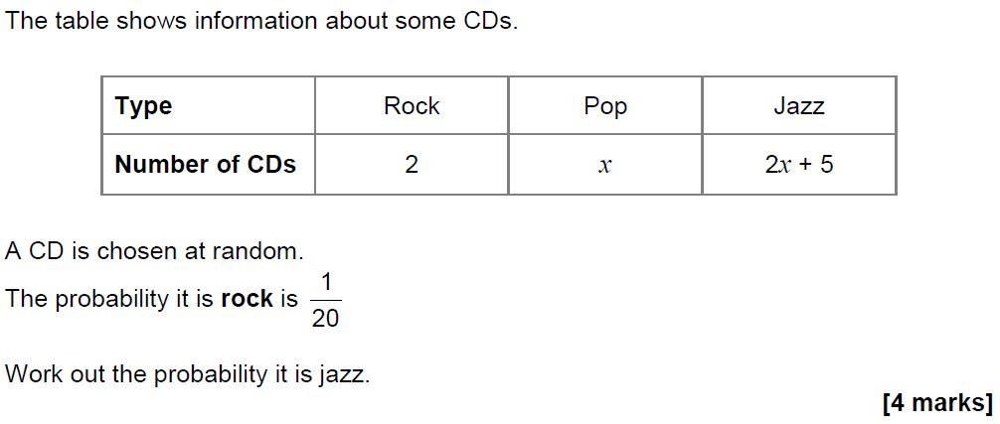 The table shows information about some CDs.
Type Rock Pop Jazz
Number of CDs 2 x 2x + 5
A CD is chosen at random.
The probability it is rock is 1/20
Work out the probability it is jazz.
[4 marks]